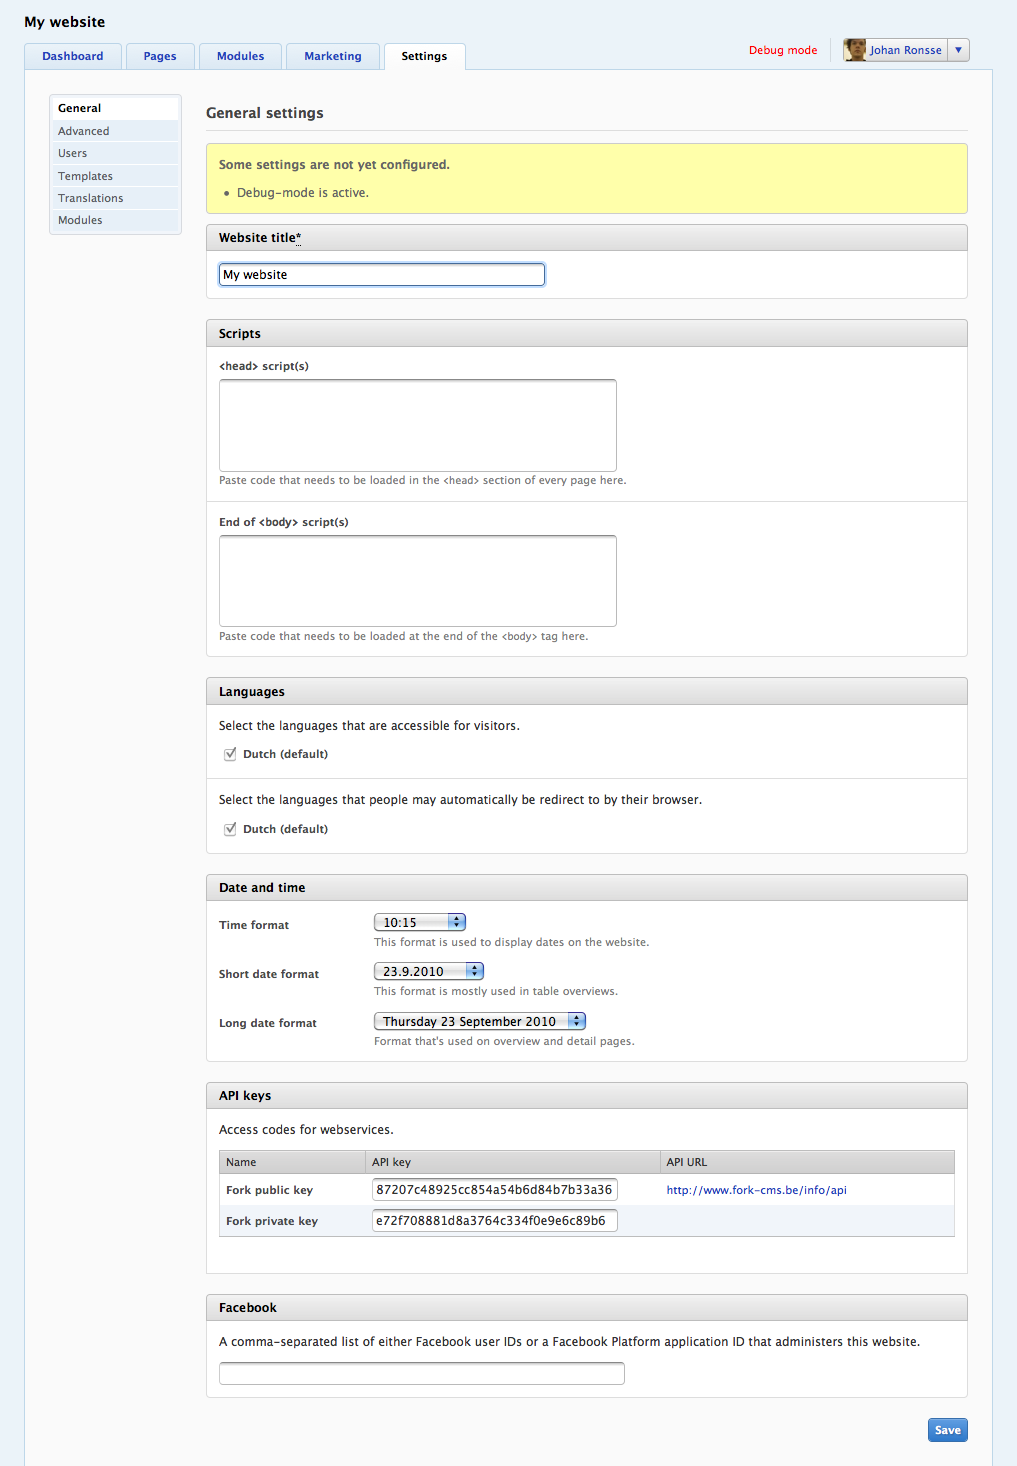 My website
Dashboard Pages Modules Marketing Settings Debug mode Johan Ronsse
General
Advanced
Users
Templates
Translations
Modules
General settings
Some settings are not yet configured.
• Debug-mode is active.
Website title*
My website
Scripts
<head> script(s)
Paste code that needs to be loaded in the <head> section of every page here.
End of <body> script(s)
Paste code that needs to be loaded at the end of the <body> tag here.
Languages
Select the languages that are accessible for visitors.
Dutch (default)
Select the languages that people may automatically be redirect to by their browser.
Dutch (default)
Date and time
Time format 10:15
This format is used to display dates on the website.
Short date format 23.9.2010
This format is mostly used in table overviews.
Long date format Thursday 23 September 2010
Format that's used on overview and detail pages.
API keys
Access codes for webservices.
Name API key API URL
Fork public key 87207c48925cc854a54b6d84b7b33a36 http://www.fork-cms.be/info/api
Fork private key e72f708881d8a3764c334f0e9e6c89b6
Facebook
A comma-separated list of either Facebook user IDs or a Facebook Platform application ID that administers this website.
Save